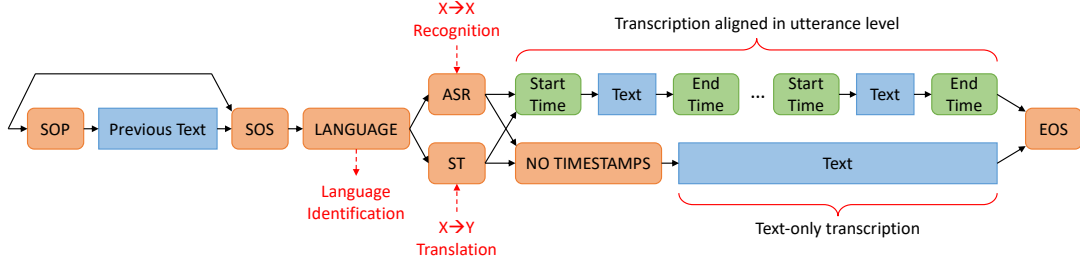 X→X
Recognition
Transcription aligned in utterance level
SOP
Previous Text
SOS
LANGUAGE
ASR
ST
Start
Time
Text
End
Time
...
Start
Time
Text
End
Time
NO TIMESTAMPS
Text
EOS
Language
Identification
X→Y
Translation
Text-only transcription